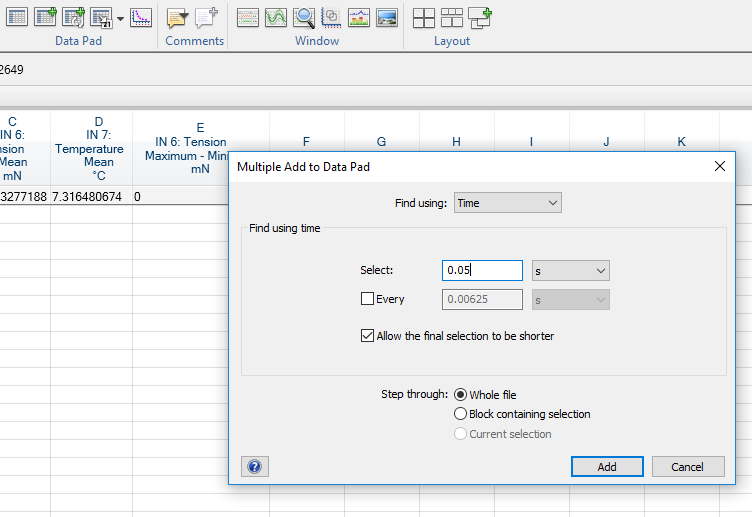 Data Pad
Comments
Window
Layout
2649
C
IN 6:
nsion
Mean
mN
D
IN 7:
Temperature
Mean
°C
E
IN 6: Tension
Maximum - Mini
mN
F
G
H
I
J
K
3277188
7.316480674
0
Multiple Add to Data Pad
Find using:
Time
Find using time
Select:
0.05
s
Every
0.00625
s
Allow the final selection to be shorter
Step through:
Whole file
Block containing selection
Current selection
Add
Cancel